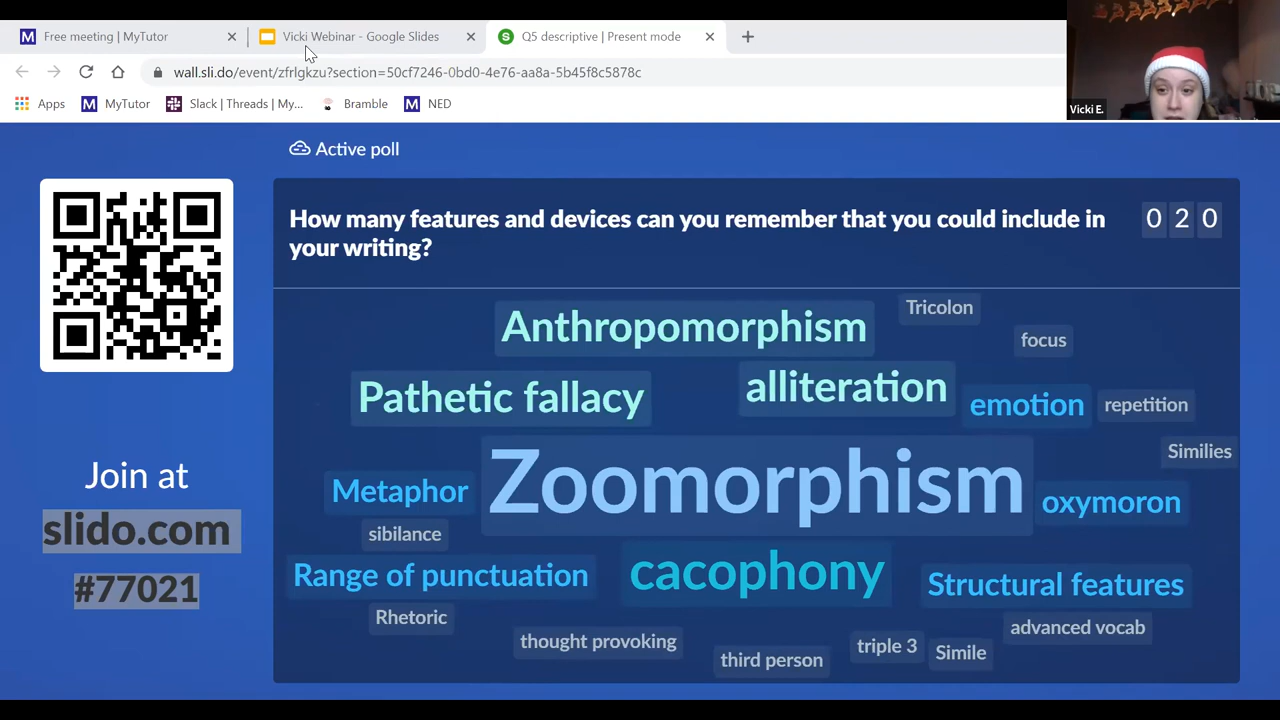 Free meeting | MyTutor
Vicki Webinar - Google Slides
Q5 descriptive | Present mode
wall.sli.do/event/zfrlgkzu?section=50cf7246-0bf0-4e76-aa8a-5b45f8c5878c
Apps
MyTutor
Slack | Threads | My...
Bramble
NED
Vicki E.
Active poll
How many features and devices can you remember that you could include in
your writing?
020
Join at
slido.com
#77021
Anthropomorphism
Tricolon
focus
Pathetic fallacy
alliteration
emotion
repetition
Similies
Metaphor
Zoomorphism
oxymoron
sibilance
Range of punctuation
cacophony
Structural features
Rhetoric
advanced vocab
thought provoking
third person
triple 3
Simile